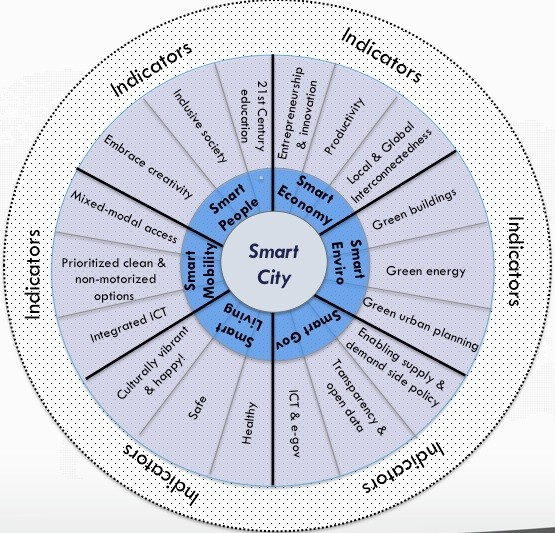 Smart
City
Smart
Economy
Entrepreneurship
& innovation
Productivity
Local & Global
Interconnectedness
Smart
Enviro
Green buildings
Green energy
Green urban planning
Smart Gov
Enabling supply &
demand side policy
Transparency &
open data
ICT & e-gov
Smart
Living
Healthy
Safe
Culturally vibrant
& happy!
Smart
Mobility
Integrated ICT
Prioritized clean &
non-motorized
options
Mixed-modal access
Smart
People
Embrace creativity
Inclusive society
21st Century
education
Indicators
Indicators
Indicators
Indicators
Indicators
Indicators